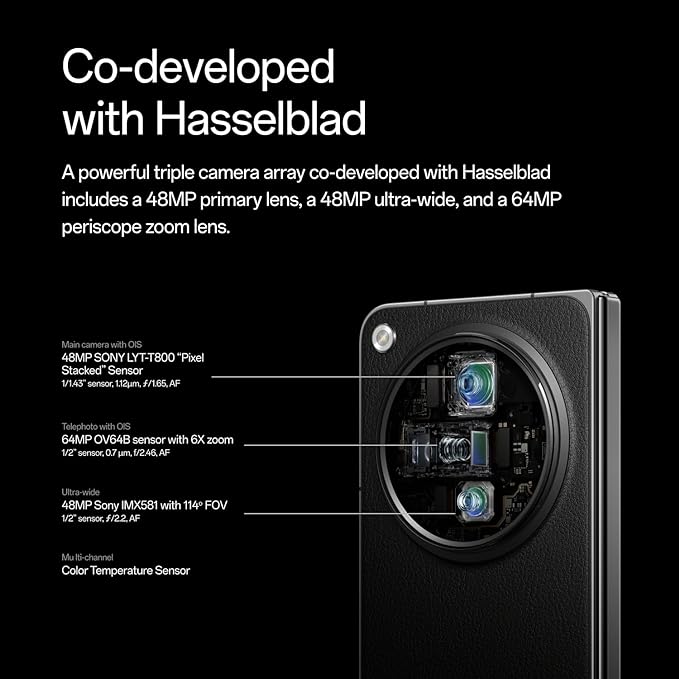 Co-developed
with Hasselblad
A powerful triple camera array co-developed with Hasselblad
includes a 48MP primary lens, a 48MP ultra-wide, and a 64MP
periscope zoom lens.
Main camera with OIS
48MP SONY LYT-T800 “Pixel
Stacked” Sensor
1/1.43" sensor, 1.12μm, ƒ/1.65, AF
Telephoto with OIS
64MP OV64B sensor with 6X zoom
1/2" sensor, 0.7 μm, f/2.46, AF
Ultra-wide
48MP Sony IMX581 with 114º FOV
1/2" sensor, ƒ/2.2, AF
Mu lti-channel
Color Temperature Sensor